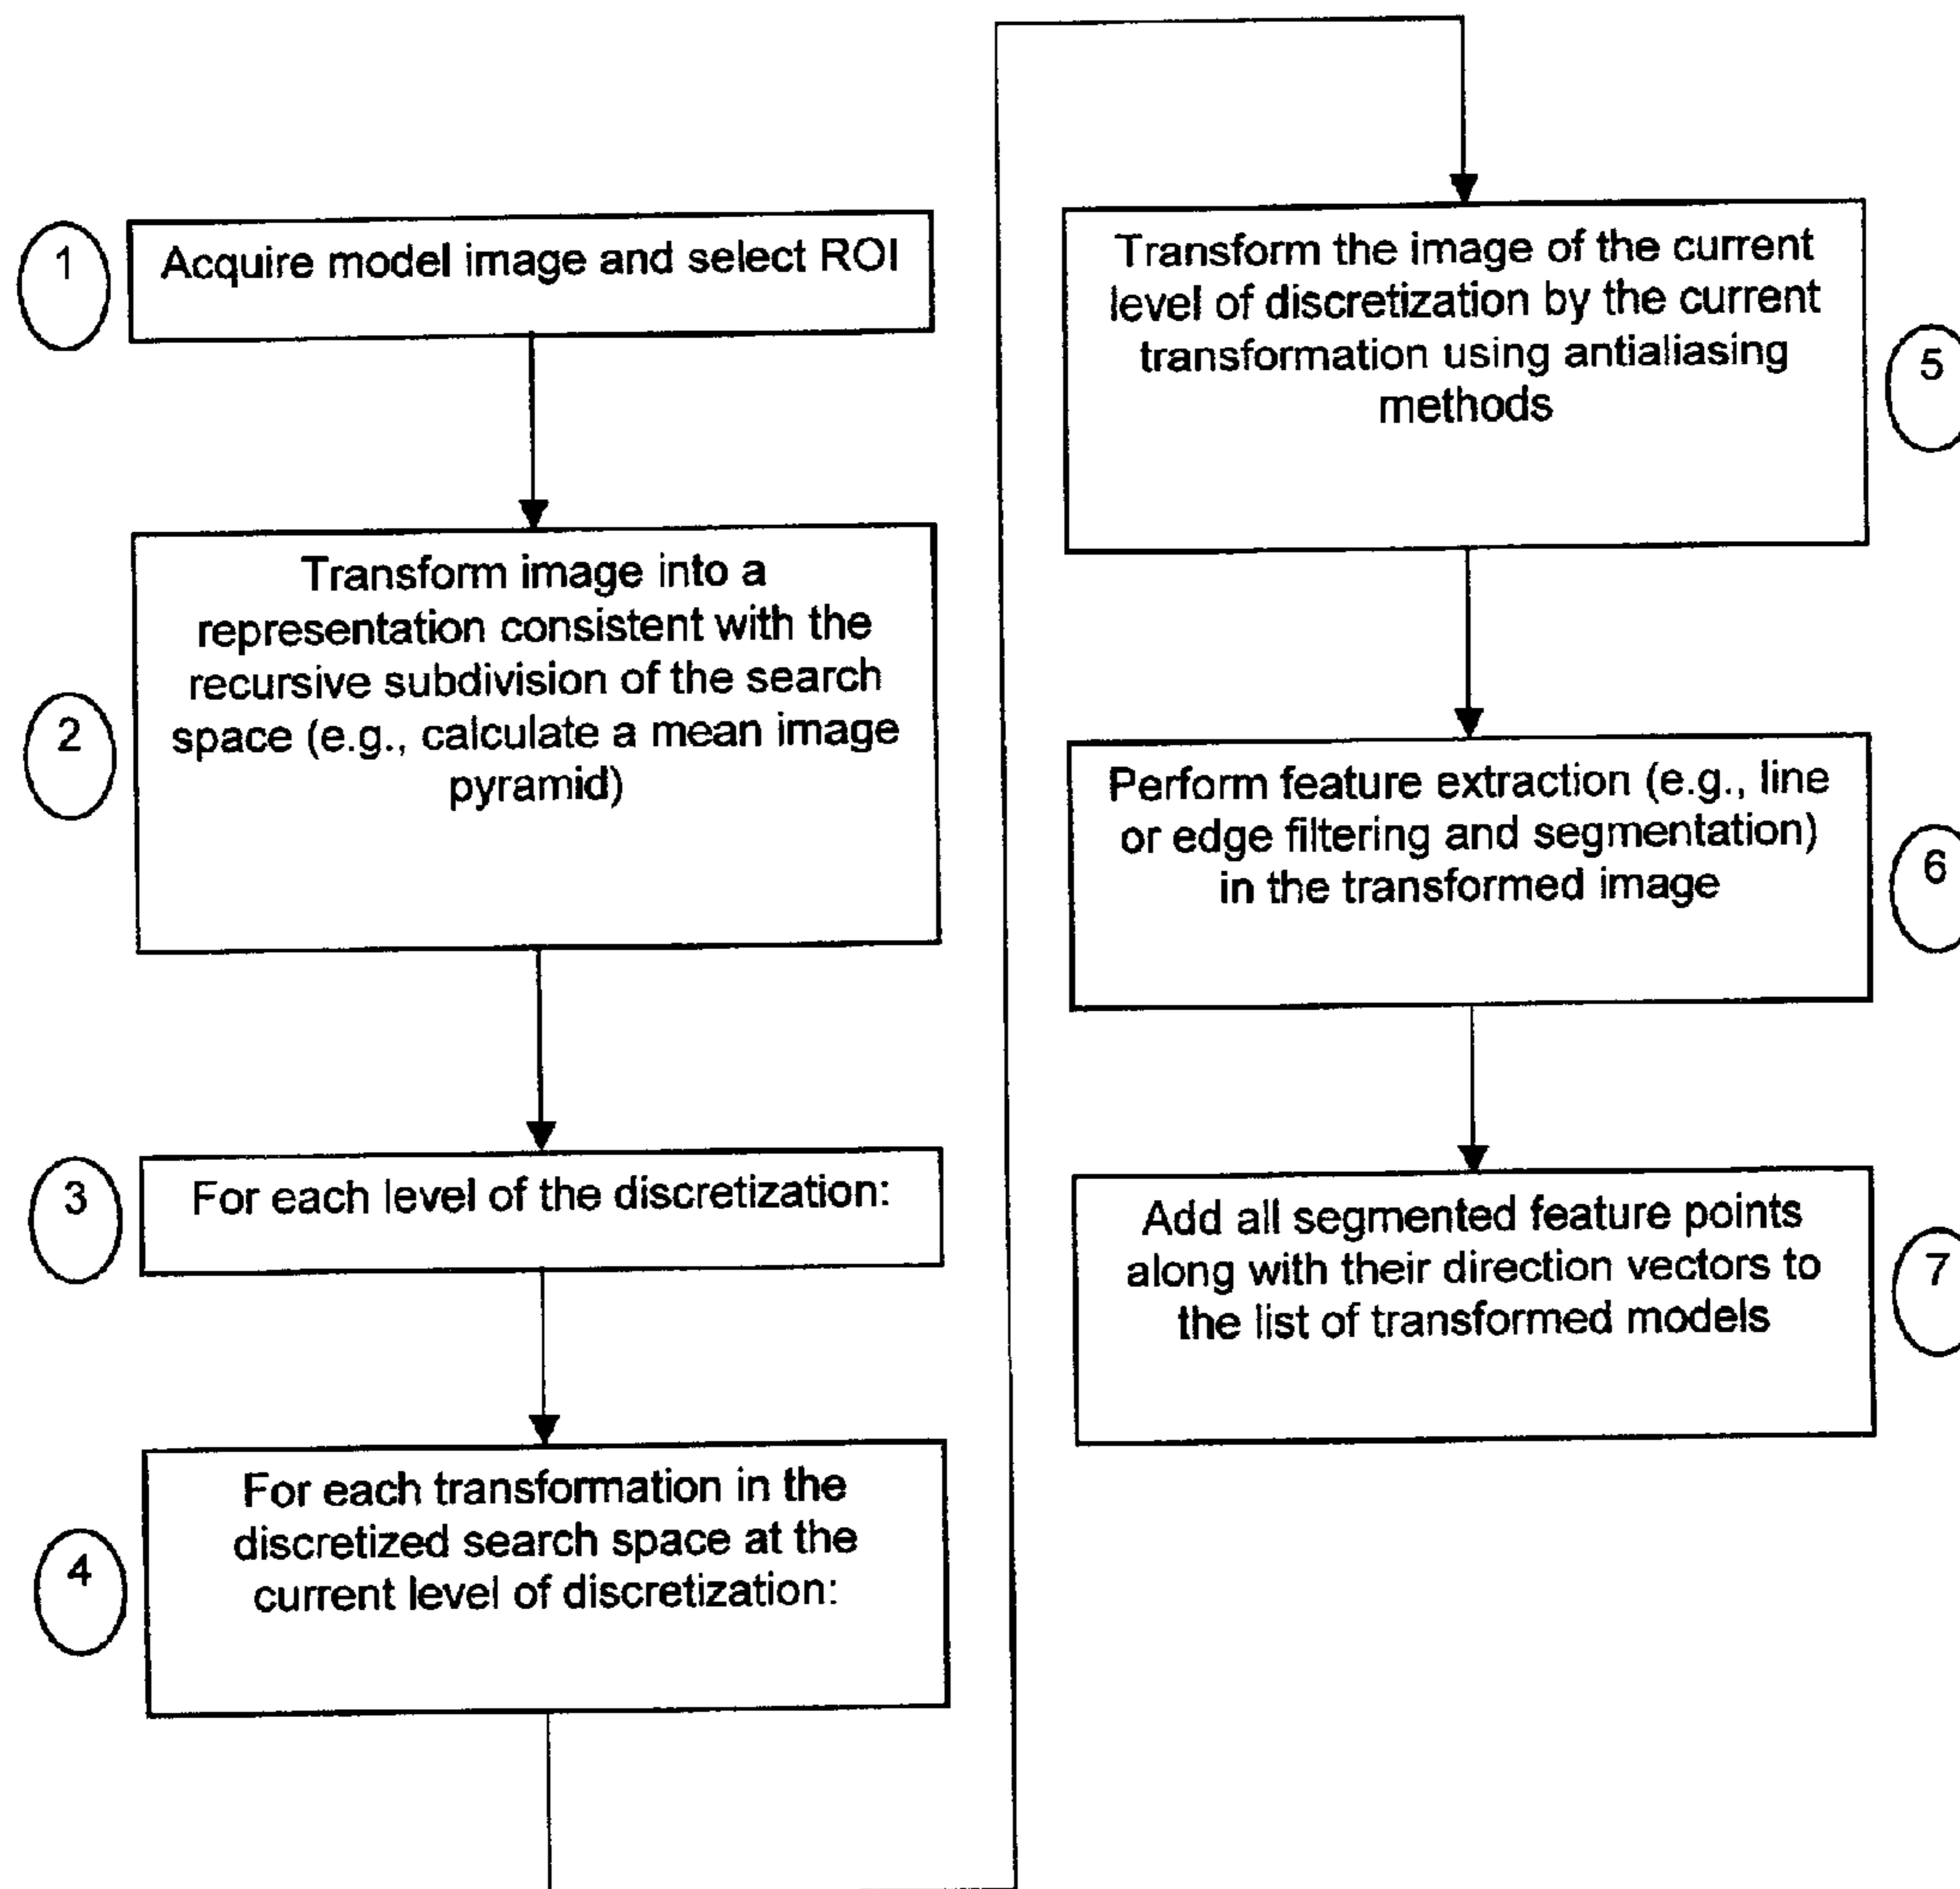 1
Acquire model image and select ROI
2
Transform image into a
representation consistent with the
recursive subdivision of the search
space (e.g., calculate a mean image
pyramid)
3
For each level of the discretization:
4
For each transformation in the
discretized search space at the
current level of discretization:
Transform the image of the current
level of discretization by the current
transformation using antialiasing
methods
5
Perform feature extraction (e.g., line
or edge filtering and segmentation)
in the transformed image
6
Add all segmented feature points
along with their direction vectors to
the list of transformed models
7